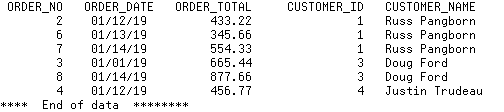 ORDER_NO ORDER_DATE ORDER_TOTAL CUSTOMER_ID CUSTOMER_NAME
2 01/12/19 433.22 1 Russ Pangborn
6 01/13/19 345.66 1 Russ Pangborn
7 01/14/19 554.33 1 Russ Pangborn
3 01/01/19 665.44 3 Doug Ford
8 01/14/19 877.66 3 Doug Ford
4 01/12/19 456.77 4 Justin Trudeau
**** End of data ********